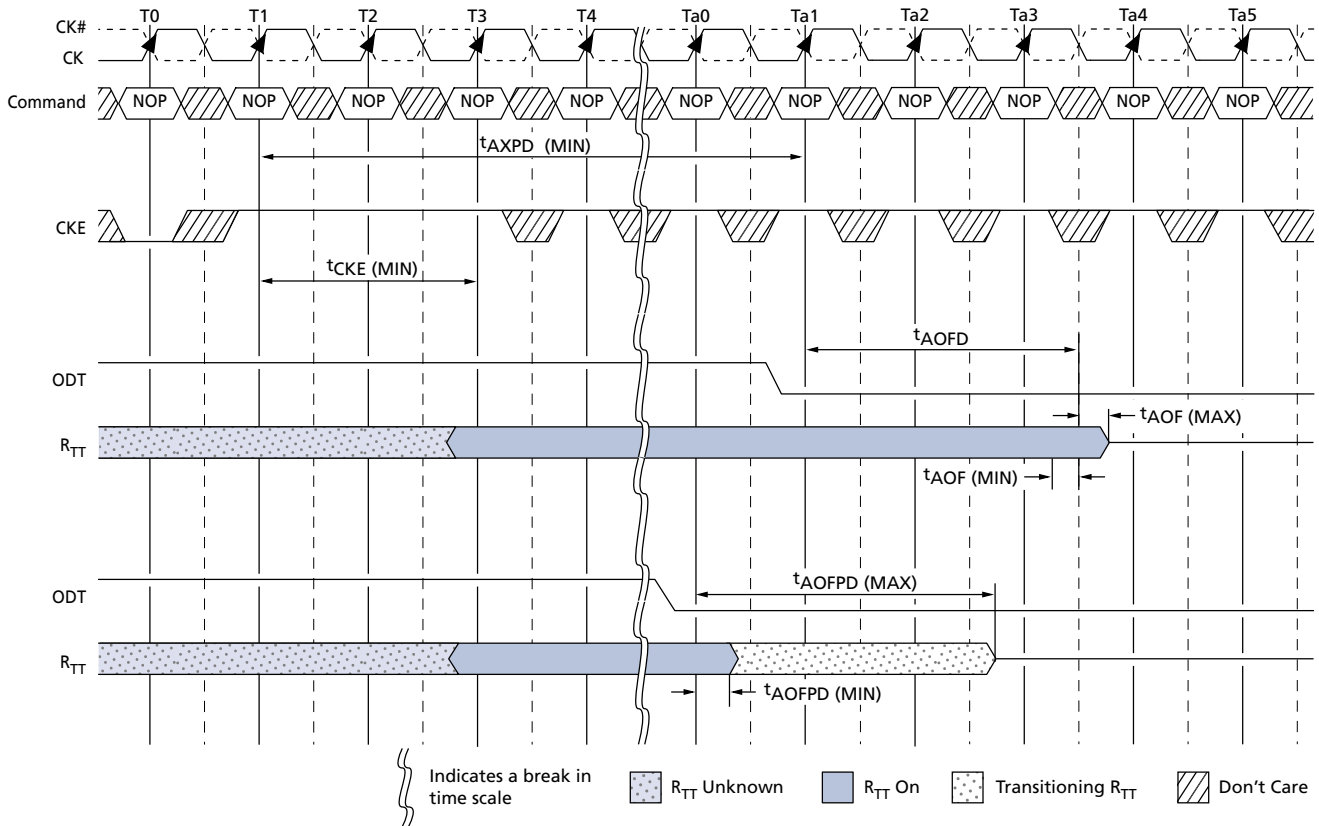 T0 T1 T2 T3 T4 Ta0 Ta1 Ta2 Ta3 Ta4 Ta5
CK#
CK
Command NOP NOP NOP NOP NOP NOP NOP NOP NOP NOP NOP
tAXPD (MIN)
CKE
tCKE (MIN)
tAOFD
ODT
tAOF (MAX)
RTT
tAOF (MIN)
tAOFPD (MAX)
ODT
RTT
tAOFPD (MIN)
Indicates a break in
time scale
RTT Unknown
RTT On
Transitioning RTT
Don't Care